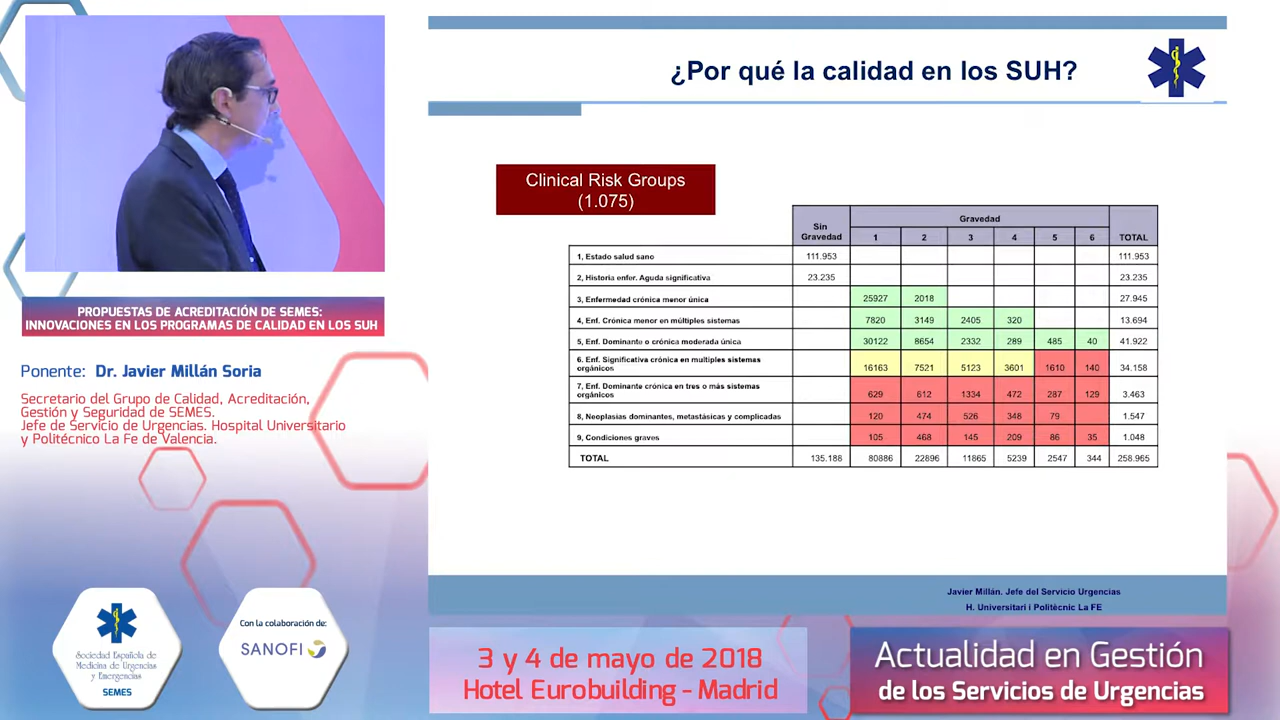 ¿Por qué la calidad en los SUH?
Clinical Risk Groups
(1.075)
Sin Gravedad Gravedad TOTAL
1 2 3 4 5 6
1, Estado salud sano 111.953 111.953
2, Historia enfer. Aguda significativa 23.235 23.235
3, Enfermedad crónica menor única 25927 2018 27.945
4, Enf. Crónica menor en múltiples sistemas 7820 3149 2405 320 13.694
5, Enf. Dominante o crónica moderada única 30122 8654 2332 289 485 40 41.922
6. Enf. Significativa crónica en multiples sistemas
orgánicos 16163 7521 5123 3601 1610 140 34.158
7, Enf. Dominante crónica en tres o más sistemas
orgánicos 629 612 1334 472 287 129 3.463
8, Neoplasias dominantes, metastásicas y complicadas 120 474 526 348 79 1.547
9, Condiciones graves 105 468 145 209 86 35 1.048
TOTAL 135.188 80886 22896 11865 5239 2547 344 258.965
Javier Millán. Jefe del Servicio Urgencias
H. Universitari i Politècnic La FE
PROPUESTAS DE ACREDITACIÓN DE SEMES:
INNOVACIONES EN LOS PROGRAMAS DE CALIDAD EN LOS SUH
Ponente: Dr. Javier Millán Soria
Secretario del Grupo de Calidad, Acreditación,
Gestión y Seguridad de SEMES.
Jefe de Servicio de Urgencias. Hospital Universitario
y Politécnico La Fe de Valencia.
Sociedad Española de
Medicina de Urgencias
y Emergencias
SEMES
Con la colaboración de:
SANOFI
3 y 4 de mayo de 2018
Hotel Eurobuilding - Madrid
Actualidad en Gestión
de los Servicios de Urgencias